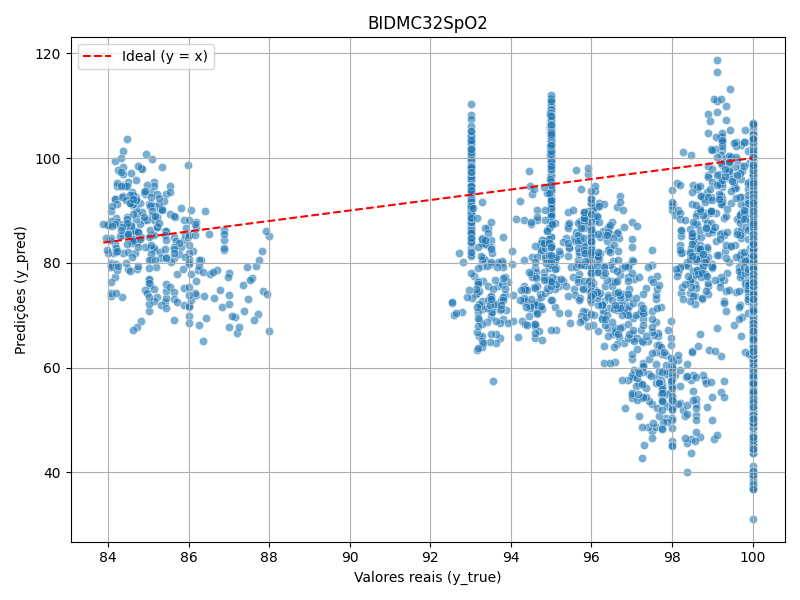 BIDMC32SpO2
Ideal (y = x)
Predições (y_pred)
120
100
80
60
40
84 86 88 90 92 94 96 98 100
Valores reais (y_true)